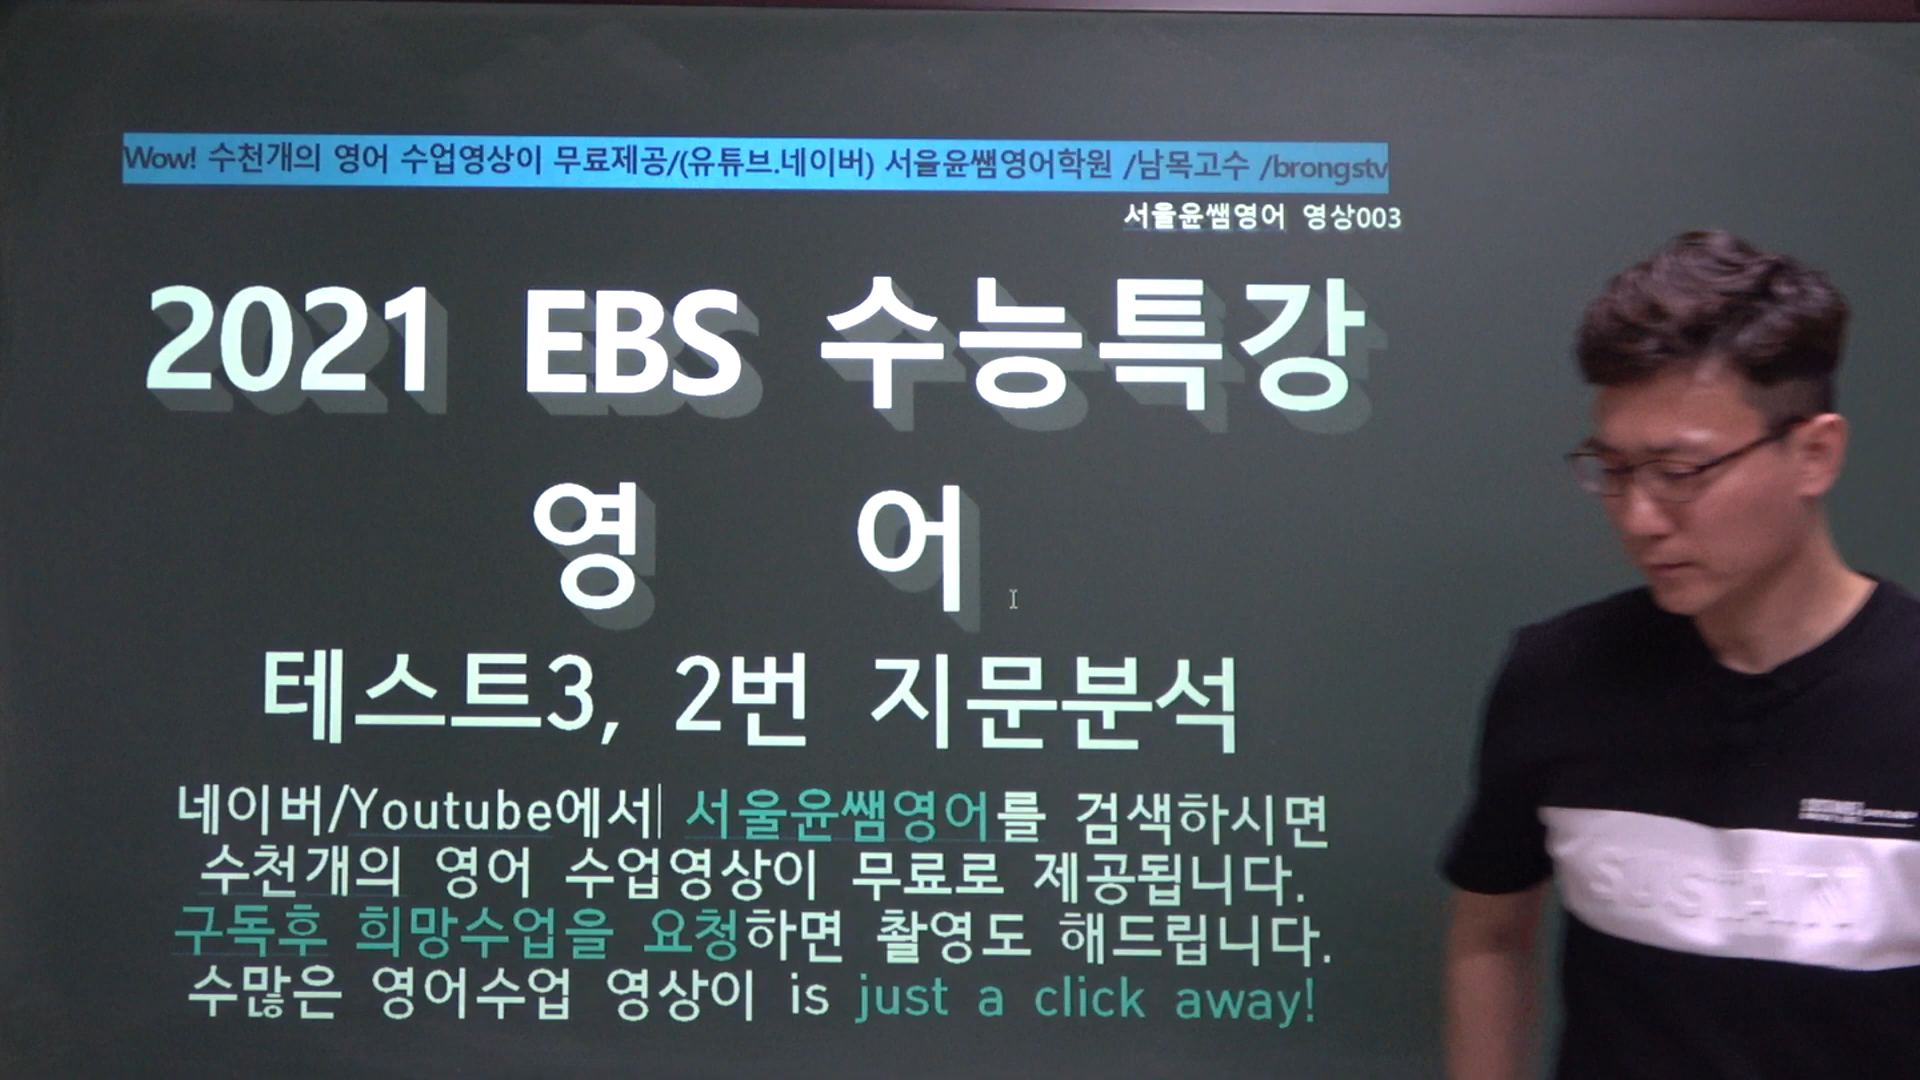 Wow! 수천개의 영어 수업영상이 무료제공/(유튜브.네이버) 서울윤쌤영어학원 /남목고수 /brongstv
서울윤쌤영어 영상003
2021 EBS 수능특강
영 어
테스트3, 2번 지문분석
네이버/Youtube에서 서울윤쌤영어를 검색하시면
수천개의 영어 수업영상이 무료로 제공됩니다.
구독후 희망수업을 요청하면 촬영도 해드립니다.
수많은 영어수업 영상이 is just a click away!